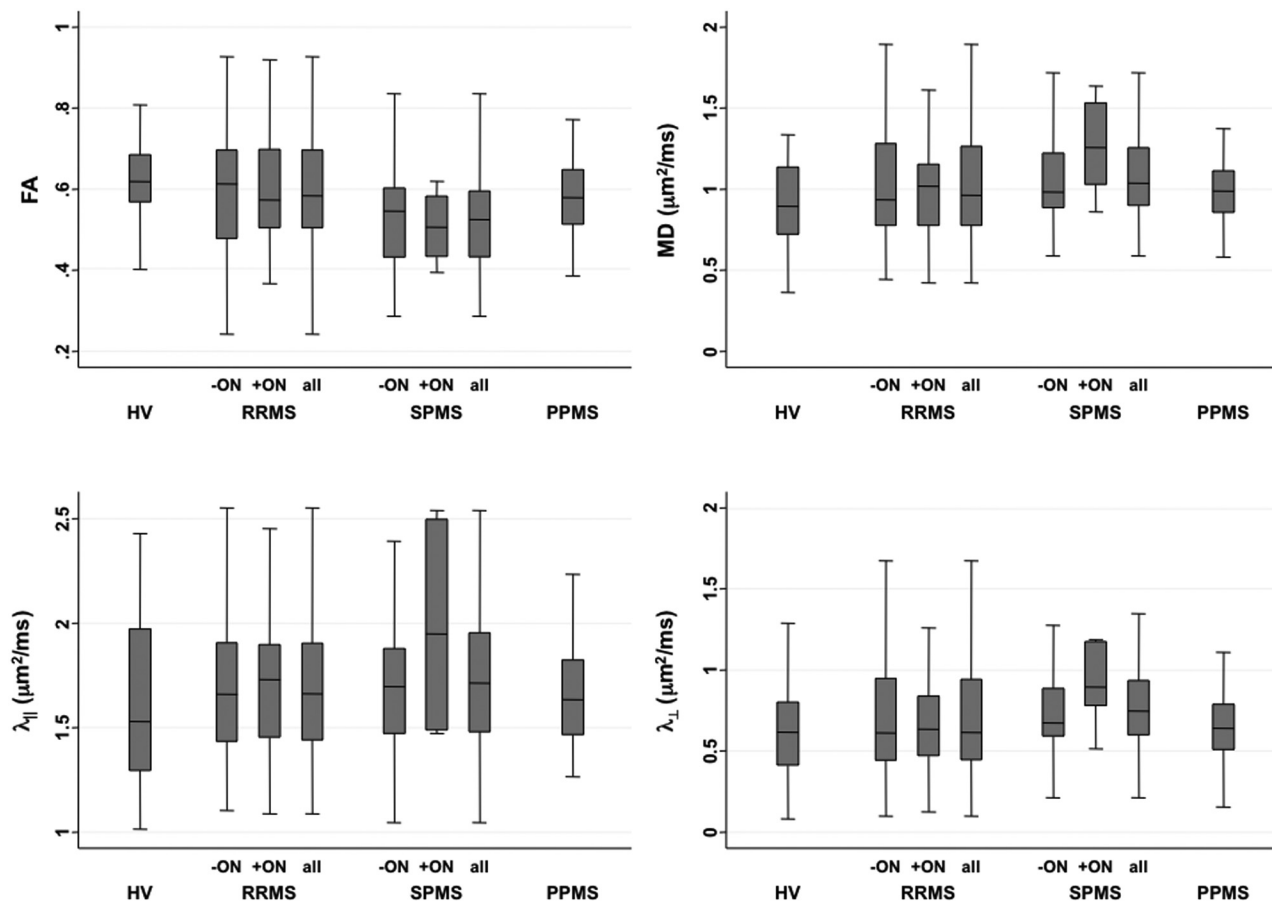 FA
1
.8
.6
.4
.2
-ON +ON all -ON +ON all
HV RRMS SPMS PPMS
MD (μm²/ms)
2
1.5
1
0.5
0
-ON +ON all -ON +ON all
HV RRMS SPMS PPMS
λ|| (μm²/ms)
2.5
2
1.5
1
-ON +ON all -ON +ON all
HV RRMS SPMS PPMS
λ⊥ (μm²/ms)
2
1.5
1
0.5
0
-ON +ON all -ON +ON all
HV RRMS SPMS PPMS